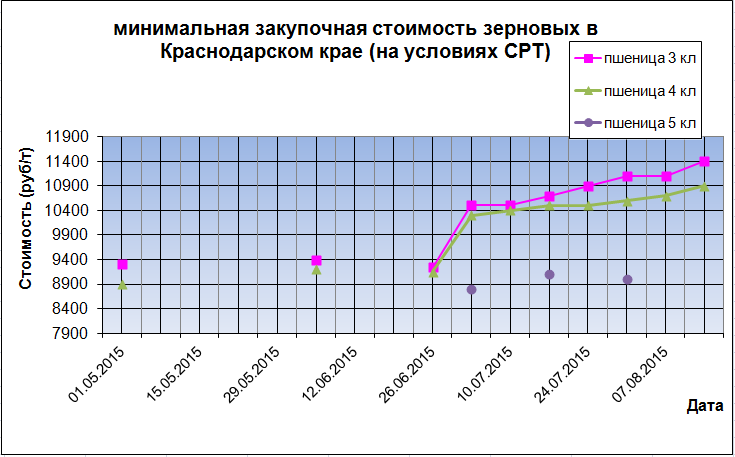 минимальная закупочная стоимость зерновых в
Краснодарском крае (на условиях СРТ)
пшеница 3 кл
пшеница 4 кл
пшеница 5 кл
Стоимость (руб/т)
11900
11400
10900
10400
9900
9400
8900
8400
7900
01.05.2015
15.05.2015
29.05.2015
12.06.2015
26.06.2015
10.07.2015
24.07.2015
07.08.2015
Дата